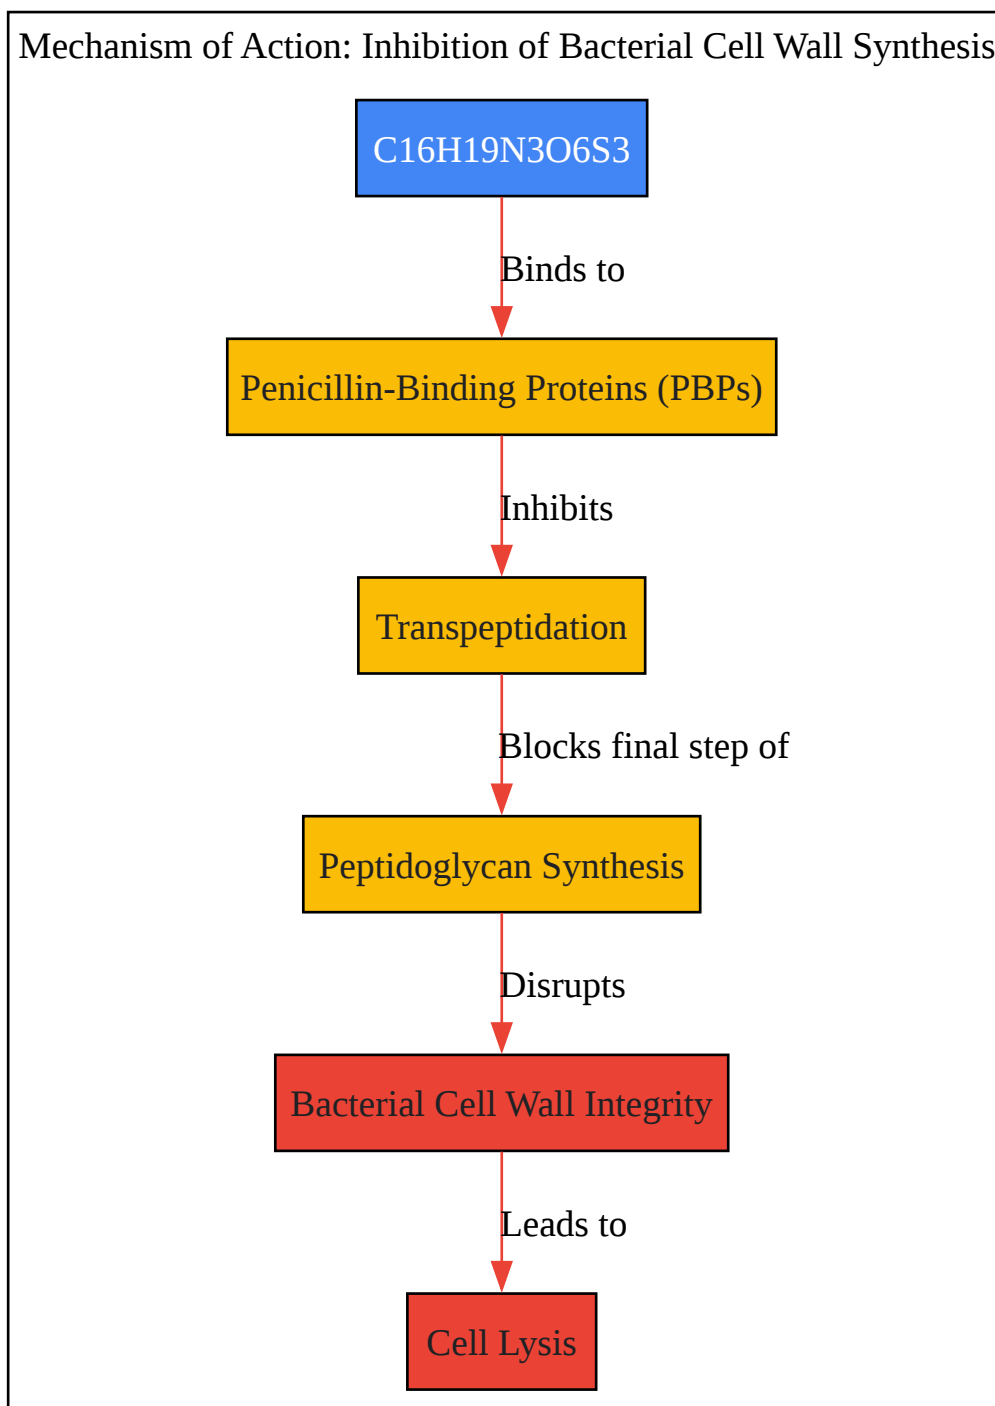 Mechanism of Action: Inhibition of Bacterial Cell Wall Synthesis
C16H19N3O6S3
Binds to
Penicillin-Binding Proteins (PBPs)
Inhibits
Transpeptidation
Blocks final step of
Peptidoglycan Synthesis
Disrupts
Bacterial Cell Wall Integrity
Leads to
Cell Lysis